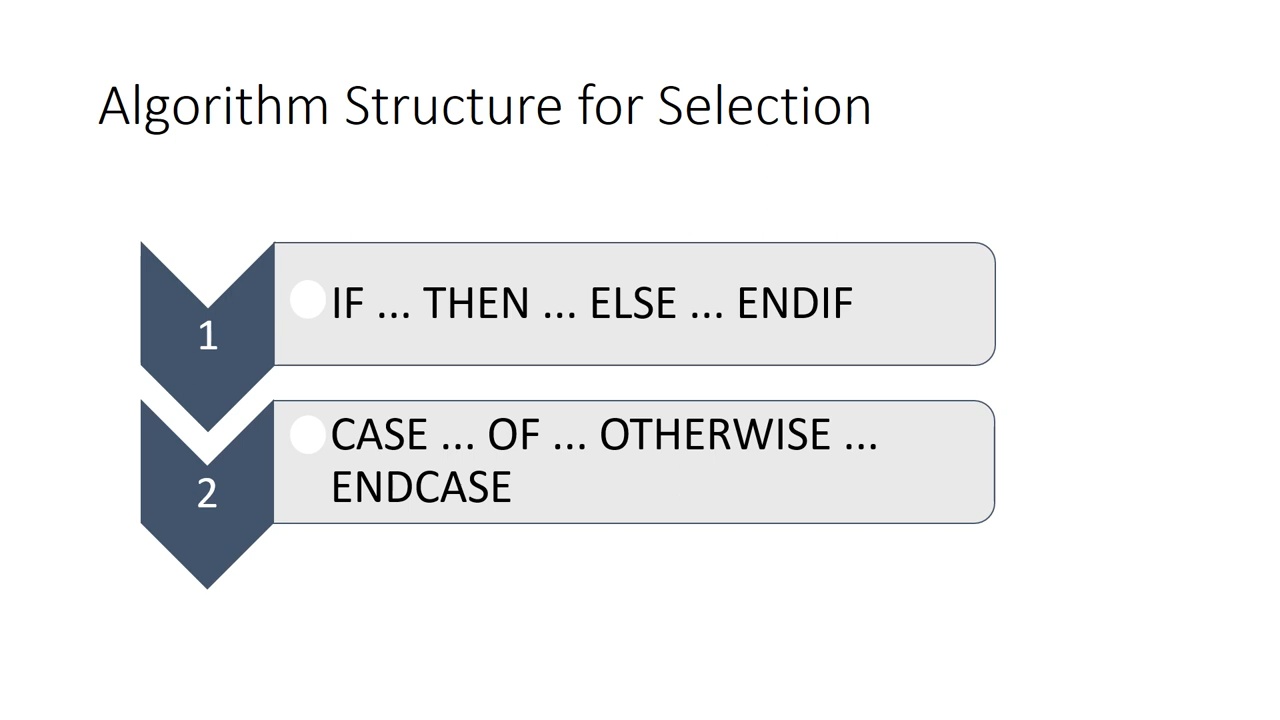 Algorithm Structure for Selection
1
IF ... THEN ... ELSE ... ENDIF
2
CASE ... OF ... OTHERWISE ...
ENDCASE